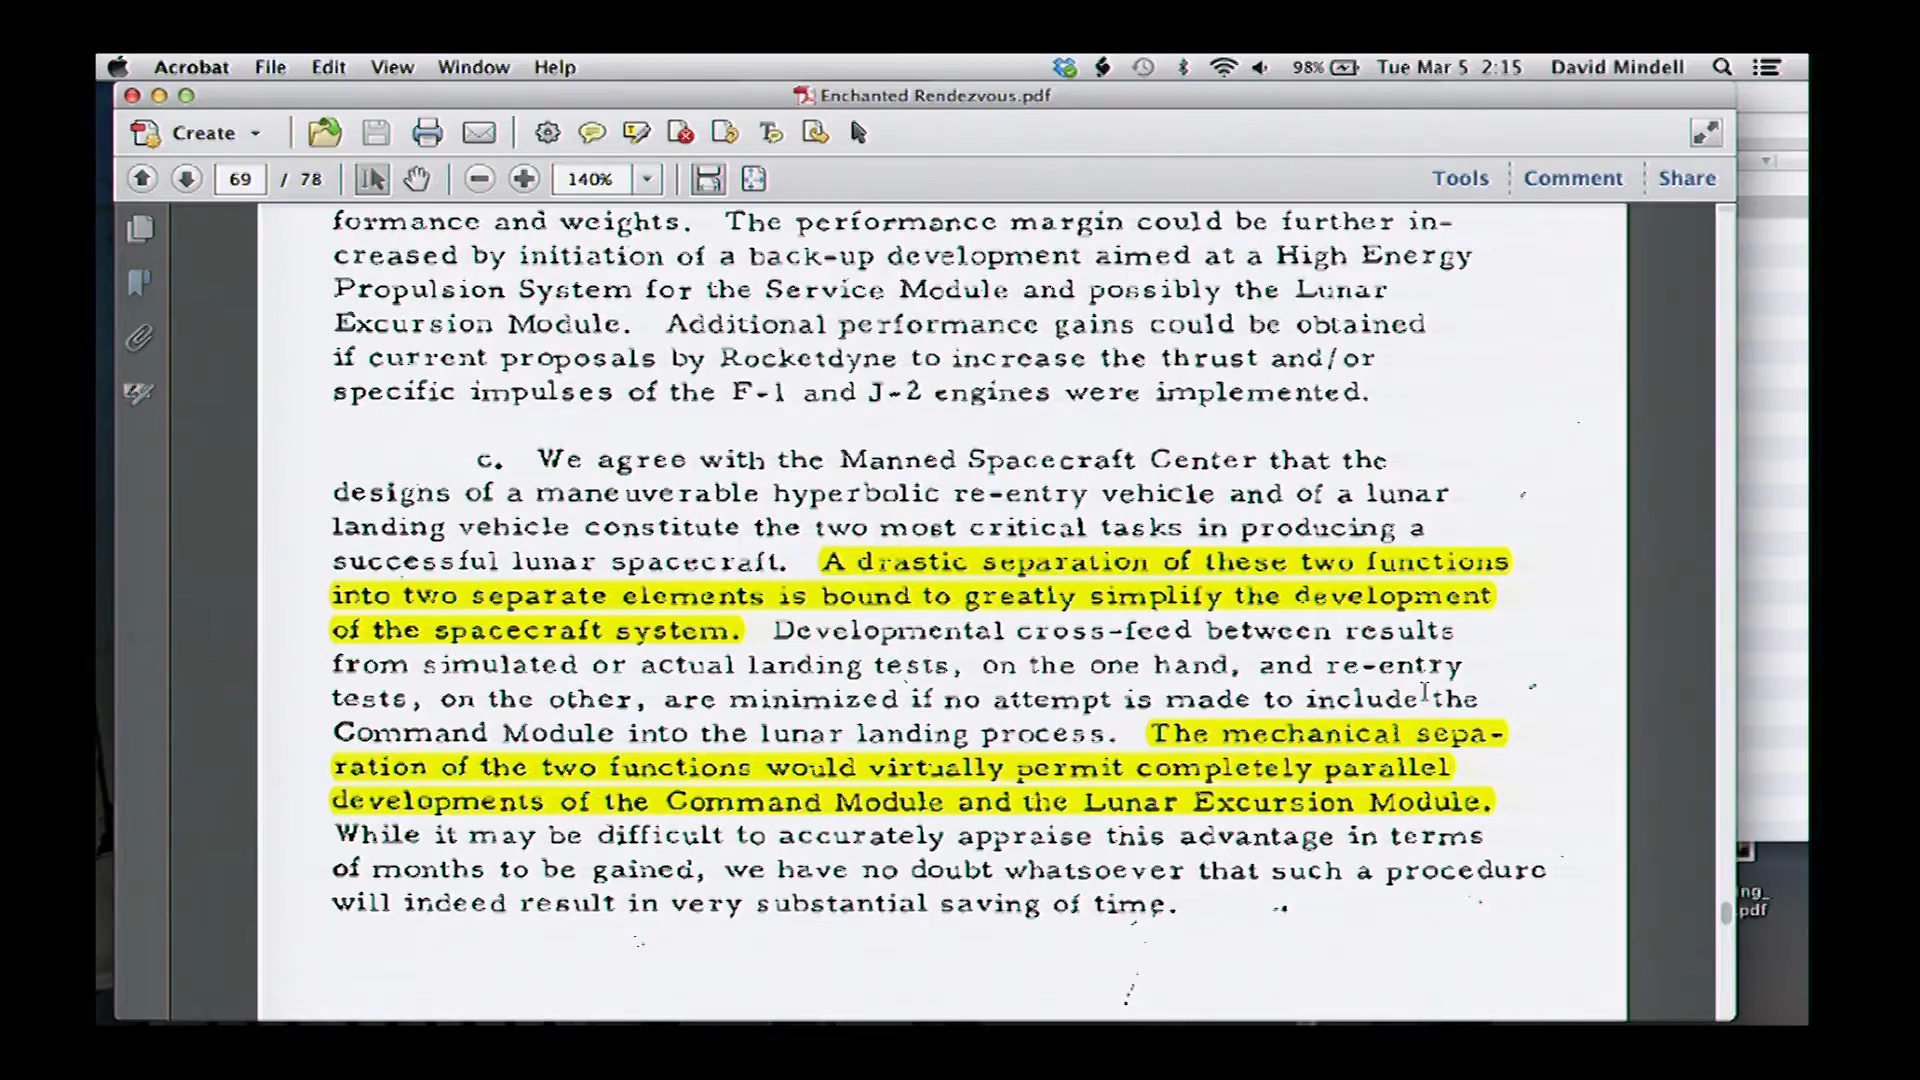 Acrobat File Edit View Window Help 98% Tue Mar 5 2:15 David Mindell
Enchanted Rendezvous.pdf
Create
69 / 78 140% Tools Comment Share
formance and weights. The performance margin could be further in-
creased by initiation of a back-up development aimed at a High Energy
Propulsion System for the Service Module and possibly the Lunar
Excursion Module. Additional performance gains could be obtained
if current proposals by Rocketdyne to increase the thrust and/or
specific impulses of the F-1 and J-2 engines were implemented.
c. We agree with the Manned Spacecraft Center that the
designs of a maneuverable hyperbolic re-entry vehicle and of a lunar
landing vehicle constitute the two most critical tasks in producing a
successful lunar spacecraft. A drastic separation of these two functions
into two separate elements is bound to greatly simplify the development
of the spacecraft system. Developmental cross-feed between results
from simulated or actual landing tests, on the one hand, and re-entry
tests, on the other, are minimized if no attempt is made to include the
Command Module into the lunar landing process. The mechanical sepa-
ration of the two functions would virtually permit completely parallel
developments of the Command Module and the Lunar Excursion Module.
While it may be difficult to accurately appraise this advantage in terms
of months to be gained, we have no doubt whatsoever that such a procedure
will indeed result in very substantial saving of time.
ng_
.pdf